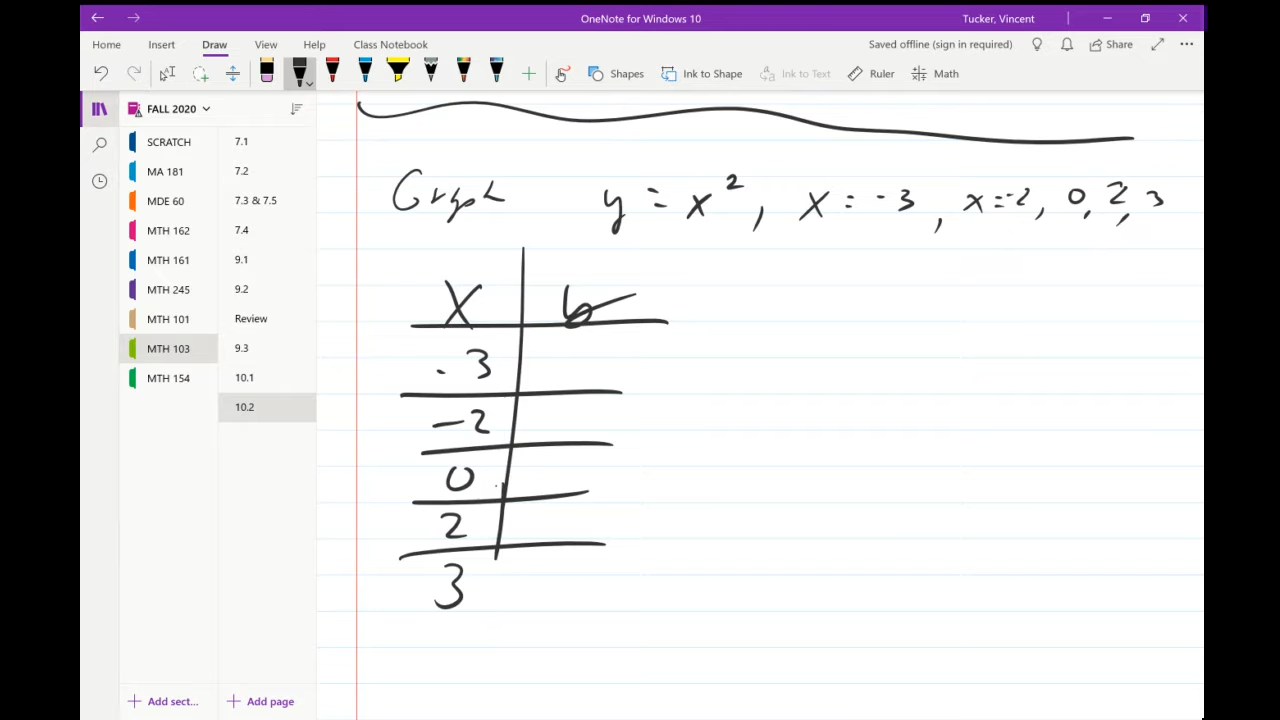 OneNote for Windows 10
Tucker, Vincent
Home Insert Draw View Help Class Notebook
Saved offline (sign in required) Share
Shapes Ink to Shape Ink to Text Ruler Math
FALL 2020
SCRATCH
MA 181
MDE 60
MTH 162
MTH 161
MTH 245
MTH 101
MTH 103
MTH 154
7.1
7.2
7.3 & 7.5
7.4
9.1
9.2
Review
9.3
10.1
10.2
Add sect...
Add page
Graph y = x², x = -3, x=-2, 0, 2, 3
X
-3
-2
0
2
3